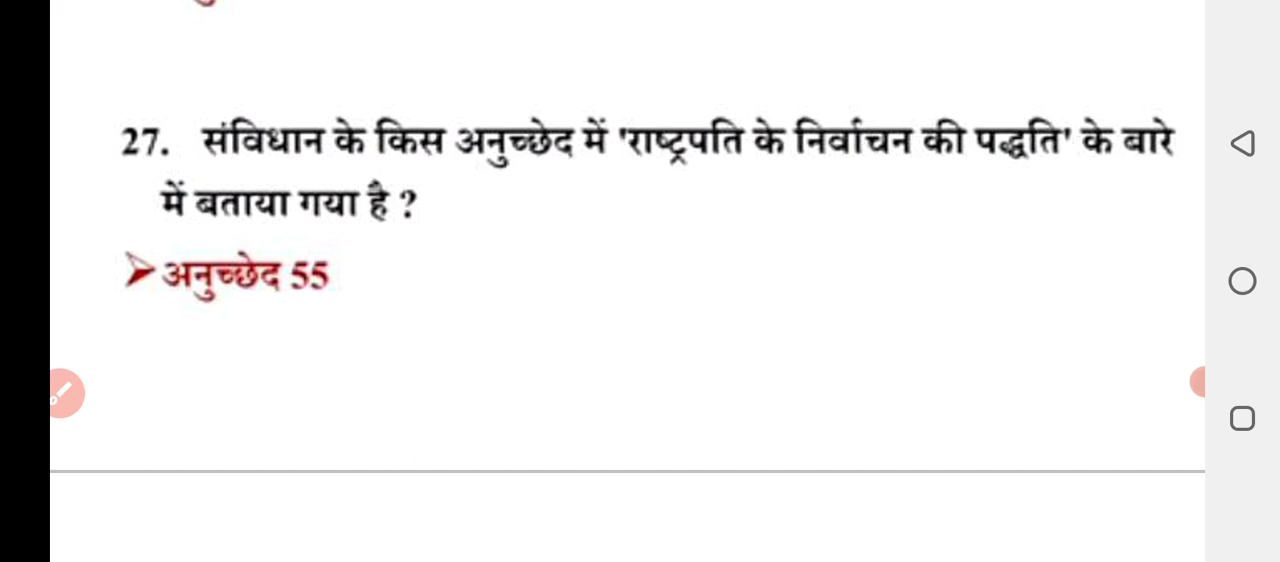 27. संविधान के किस अनुच्छेद में 'राष्ट्रपति के निर्वाचन की पद्धति' के बारे
में बताया गया है ?
➤अनुच्छेद 55